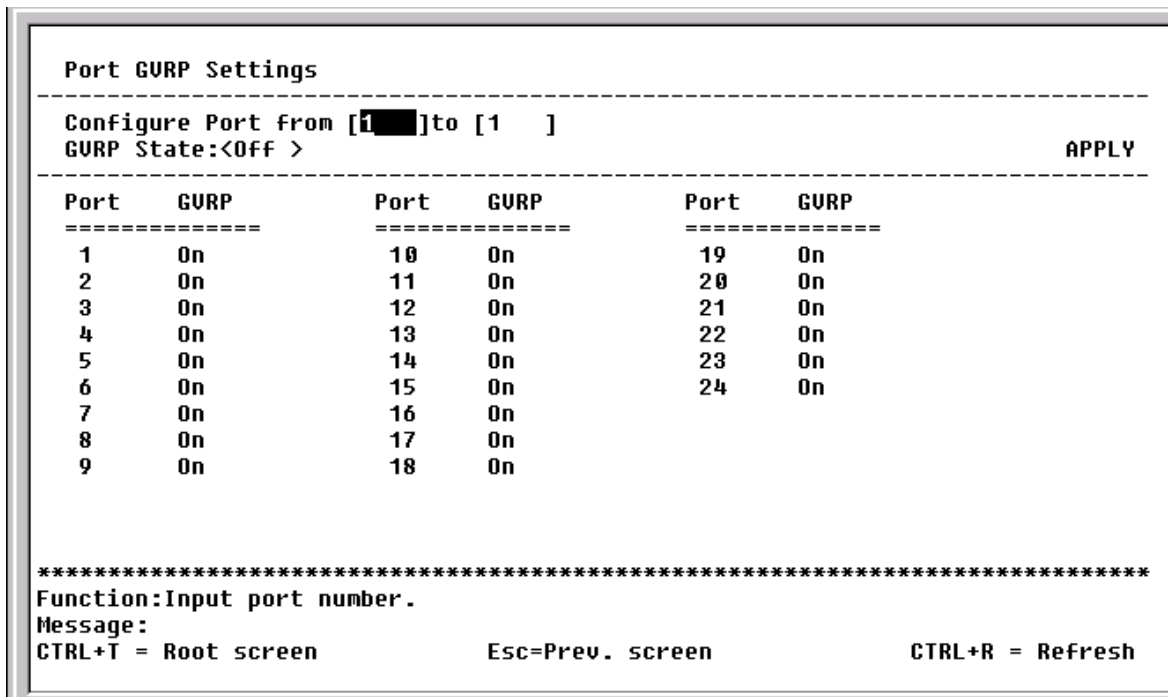 Port GVRP Settings
--------------------------------------------------------------------------------
Configure Port from [1   ]to [1   ]
GVRP State:<Off >                                                      APPLY
--------------------------------------------------------------------------------
Port    GVRP        Port    GVRP        Port    GVRP
==============      ==============      ==============
1    On    10    On    19    On
2    On    11    On    20    On
3    On    12    On    21    On
4    On    13    On    22    On
5    On    14    On    23    On
6    On    15    On    24    On
7    On    16    On
8    On    17    On
9    On    18    On
*******************************************************************************
Function:Input port number.
Message:
CTRL+T = Root screen            Esc=Prev. screen            CTRL+R = Refresh